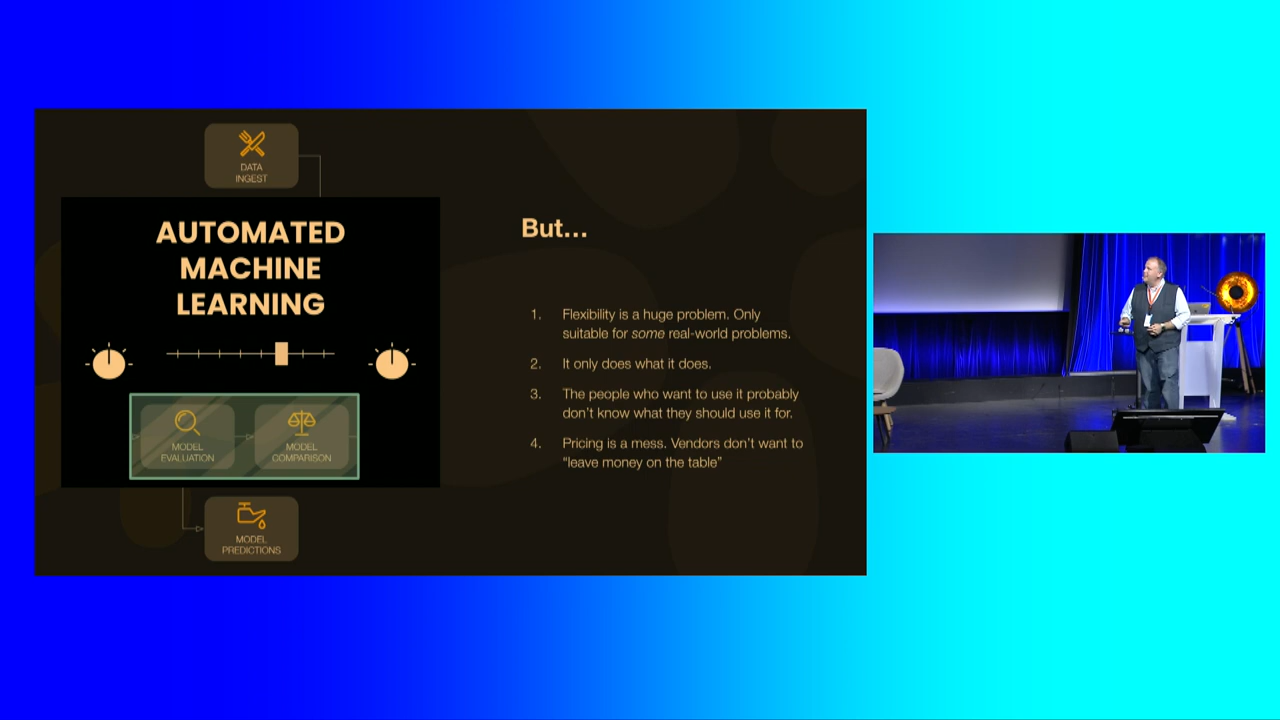 DATA
INGEST
AUTOMATED
MACHINE
LEARNING
MODEL
EVALUATION
MODEL
COMPARISON
MODEL
PREDICTIONS
But...
1. Flexibility is a huge problem. Only
suitable for some real-world problems.
2. It only does what it does.
3. The people who want to use it probably
don't know what they should use it for.
4. Pricing is a mess. Vendors don't want to
“leave money on the table”